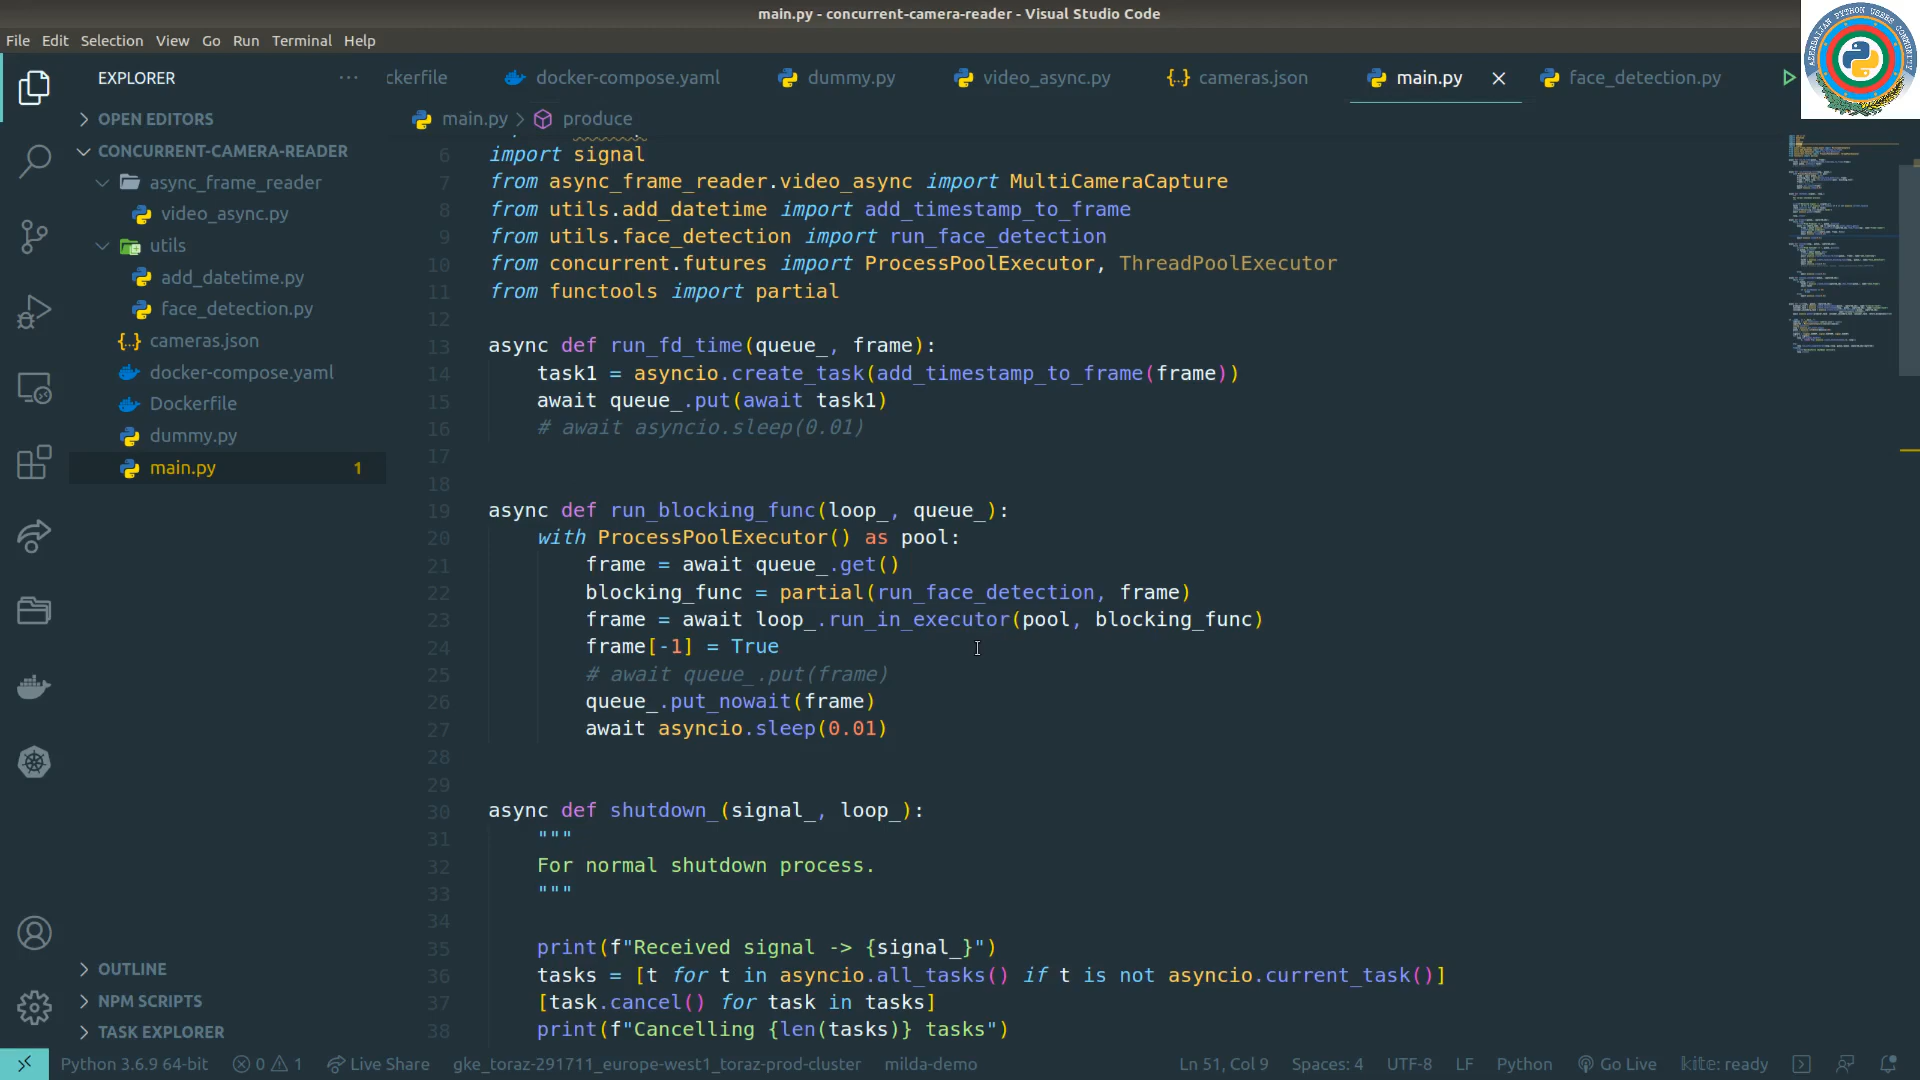 main.py - concurrent-camera-reader - Visual Studio Code
File Edit Selection View Go Run Terminal Help
AZERBAIJAN PYTHON USERS COMMUNITY
EXPLORER ···
ckerfile docker-compose.yaml dummy.py video_async.py cameras.json main.py face_detection.py
OPEN EDITORS
CONCURRENT-CAMERA-READER
async_frame_reader
video_async.py
utils
add_datetime.py
face_detection.py
cameras.json
docker-compose.yaml
Dockerfile
dummy.py
main.py 1
OUTLINE
NPM SCRIPTS
TASK EXPLORER
main.py > produce
6 import signal
7 from async_frame_reader.video_async import MultiCameraCapture
8 from utils.add_datetime import add_timestamp_to_frame
9 from utils.face_detection import run_face_detection
10 from concurrent.futures import ProcessPoolExecutor, ThreadPoolExecutor
11 from functools import partial
12
13 async def run_fd_time(queue_, frame):
14 task1 = asyncio.create_task(add_timestamp_to_frame(frame))
15 await queue_.put(await task1)
16 # await asyncio.sleep(0.01)
17
18
19 async def run_blocking_func(loop_, queue_):
20 with ProcessPoolExecutor() as pool:
21 frame = await queue_.get()
22 blocking_func = partial(run_face_detection, frame)
23 frame = await loop_.run_in_executor(pool, blocking_func)
24 frame[-1] = True
25 # await queue_.put(frame)
26 queue_.put_nowait(frame)
27 await asyncio.sleep(0.01)
28
29
30 async def shutdown_(signal_, loop_):
31 """
32 For normal shutdown process.
33 """
34
35 print(f"Received signal -> {signal_}")
36 tasks = [t for t in asyncio.all_tasks() if t is not asyncio.current_task()]
37 [task.cancel() for task in tasks]
38 print(f"Cancelling {len(tasks)} tasks")
Python 3.6.9 64-bit 0 1 Live Share gke_toraz-291711_europe-west1_toraz-prod-cluster milda-demo Ln 51, Col 9 Spaces: 4 UTF-8 LF Python Go Live kite: ready